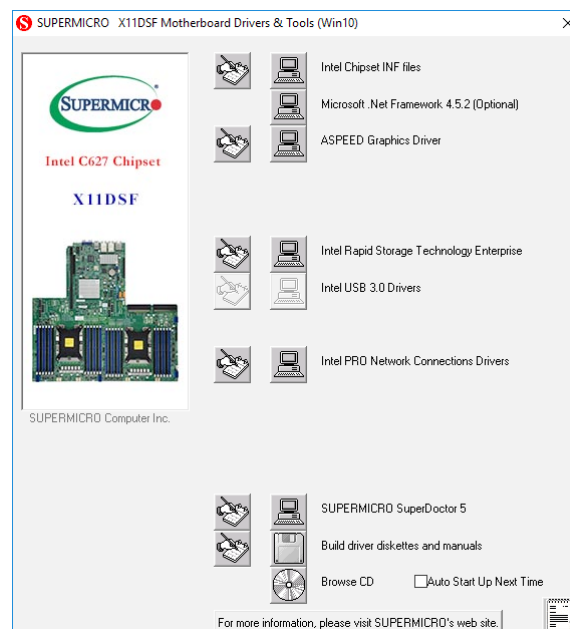 SUPERMICRO X11DSF Motherboard Drivers & Tools (Win10)
SUPERMICR
Intel C627 Chipset
X11DSF
SUPERMICRO Computer Inc.
Intel Chipset INF files
Microsoft .Net Framework 4.5.2 (Optional)
ASPEED Graphics Driver
Intel Rapid Storage Technology Enterprise
Intel USB 3.0 Drivers
Intel PRO Network Connections Drivers
SUPERMICRO SuperDoctor 5
Build driver diskettes and manuals
Browse CD
Auto Start Up Next Time
For more information, please visit SUPERMICRO's web site.